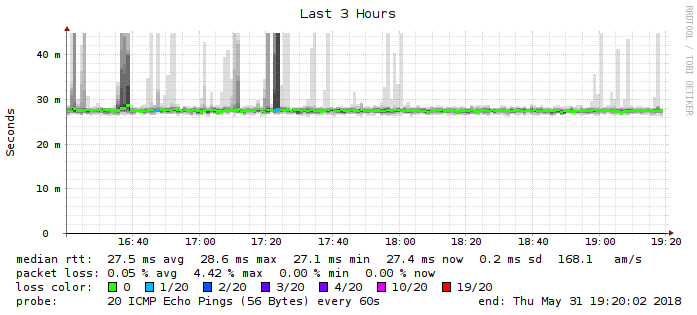 Last 3 Hours
RRDTOOL / TOBI OETIKER
Seconds
40 m
30 m
20 m
10 m
0
16:40 17:00 17:20 17:40 18:00 18:20 18:40 19:00 19:20
median rtt: 27.5 ms avg 28.6 ms max 27.1 ms min 27.4 ms now 0.2 ms sd 168.1 am/s
packet loss: 0.05 % avg 4.42 % max 0.00 % min 0.00 % now
loss color: 0 1/20 2/20 3/20 4/20 10/20 19/20
probe: 20 ICMP Echo Pings (56 Bytes) every 60s end: Thu May 31 19:20:02 2018